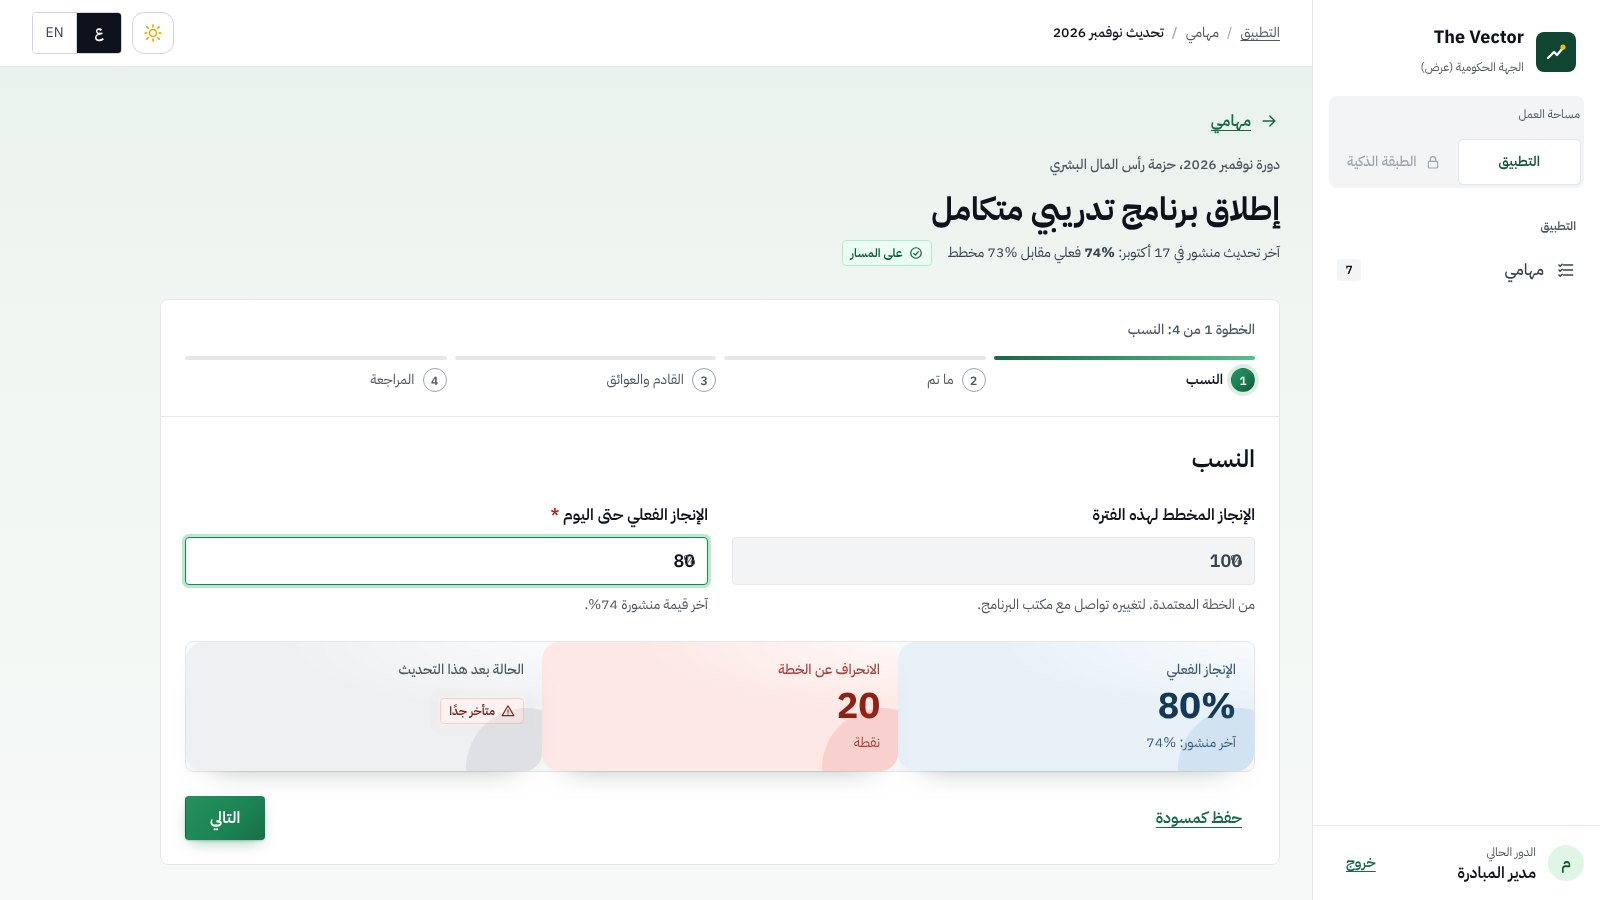 The Vector
الجهة الحكومية (عرض)
مساحة العمل
التطبيق
الطبقة الذكية
التطبيق
مهامي
7
م
الدور الحالي
مدير المبادرة
خروج
التطبيق / مهامي / تحديث نوفمبر 2026
ع
EN
مهامي
دورة نوفمبر 2026، حزمة رأس المال البشري
إطلاق برنامج تدريبي متكامل
آخر تحديث منشور في 17 أكتوبر: 74% فعلي مقابل 73% مخطط
على المسار
الخطوة 1 من 4: النسب
1 النسب
2 ما تم
3 القادم والعوائق
4 المراجعة
النسب
الإنجاز المخطط لهذه الفترة
100%
من الخطة المعتمدة. لتغييره تواصل مع مكتب البرنامج.
الإنجاز الفعلي حتى اليوم *
80%
آخر قيمة منشورة 74%.
الإنجاز الفعلي
80%
آخر منشور: 74%
الانحراف عن الخطة
20
نقطة
الحالة بعد هذا التحديث
متأخر جدًا
حفظ كمسودة
التالي